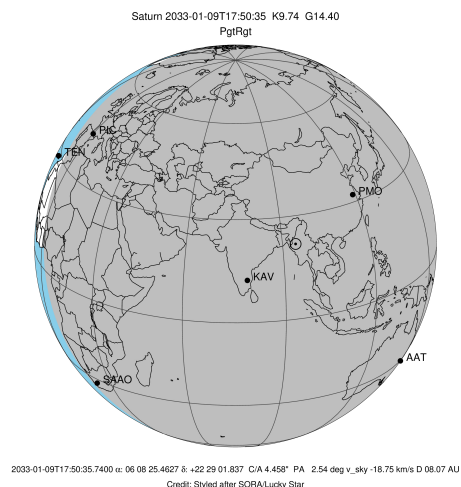 Saturn 2033-01-09T17:50:35 K9.74 G14.40
PgtRgt
PIC
TEN
PMO
KAV
AAT
SAAO
2033-01-09T17:50:35.7400 α: 06 08 25.4627 δ: +22 29 01.837 C/A 4.458" PA 2.54 deg v_sky -18.75 km/s D 08.07 AU
Credit: Styled after SORA/Lucky Star